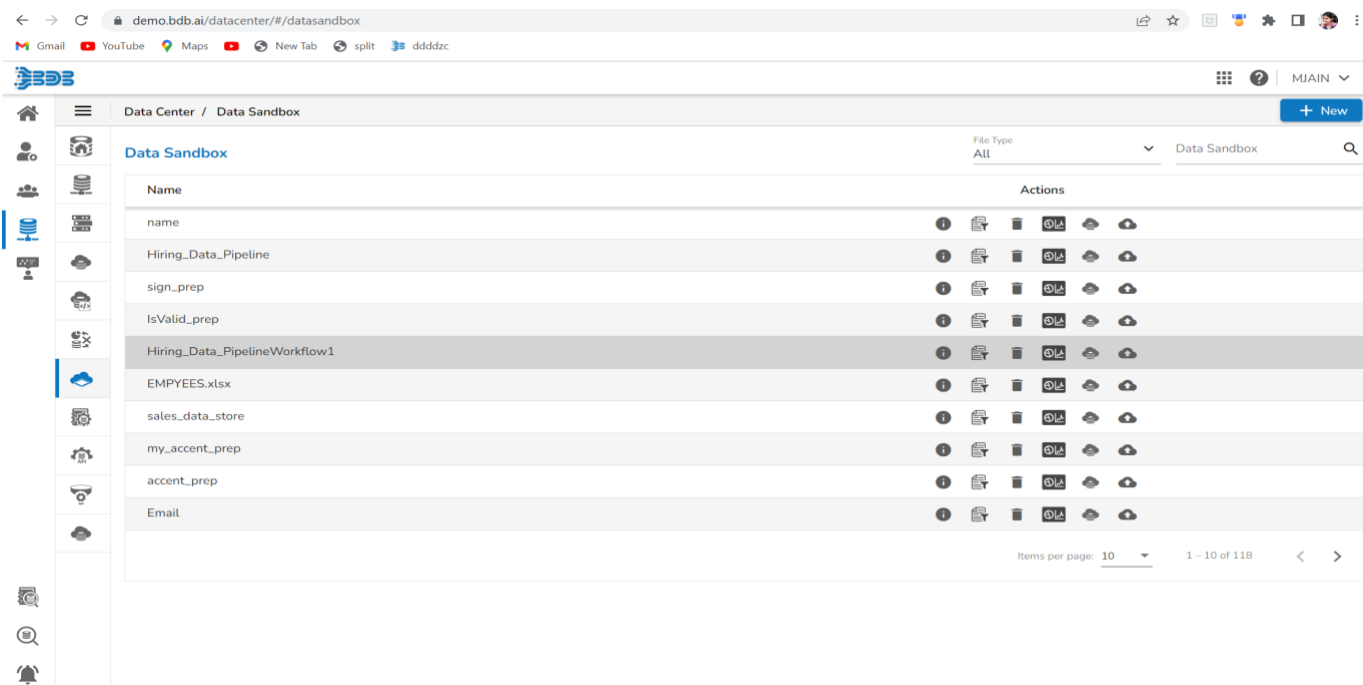 demo.bdb.ai/datacenter/#/datasandbox
Gmail YouTube Maps New Tab split ddddzc
BDB MJAIN
Data Center / Data Sandbox + New
Data Sandbox File Type All Data Sandbox
Name Actions
name
Hiring_Data_Pipeline
sign_prep
IsValid_prep
Hiring_Data_PipelineWorkflow1
EMPYEES.xlsx
sales_data_store
my_accent_prep
accent_prep
Email
Items per page: 10 1 – 10 of 118